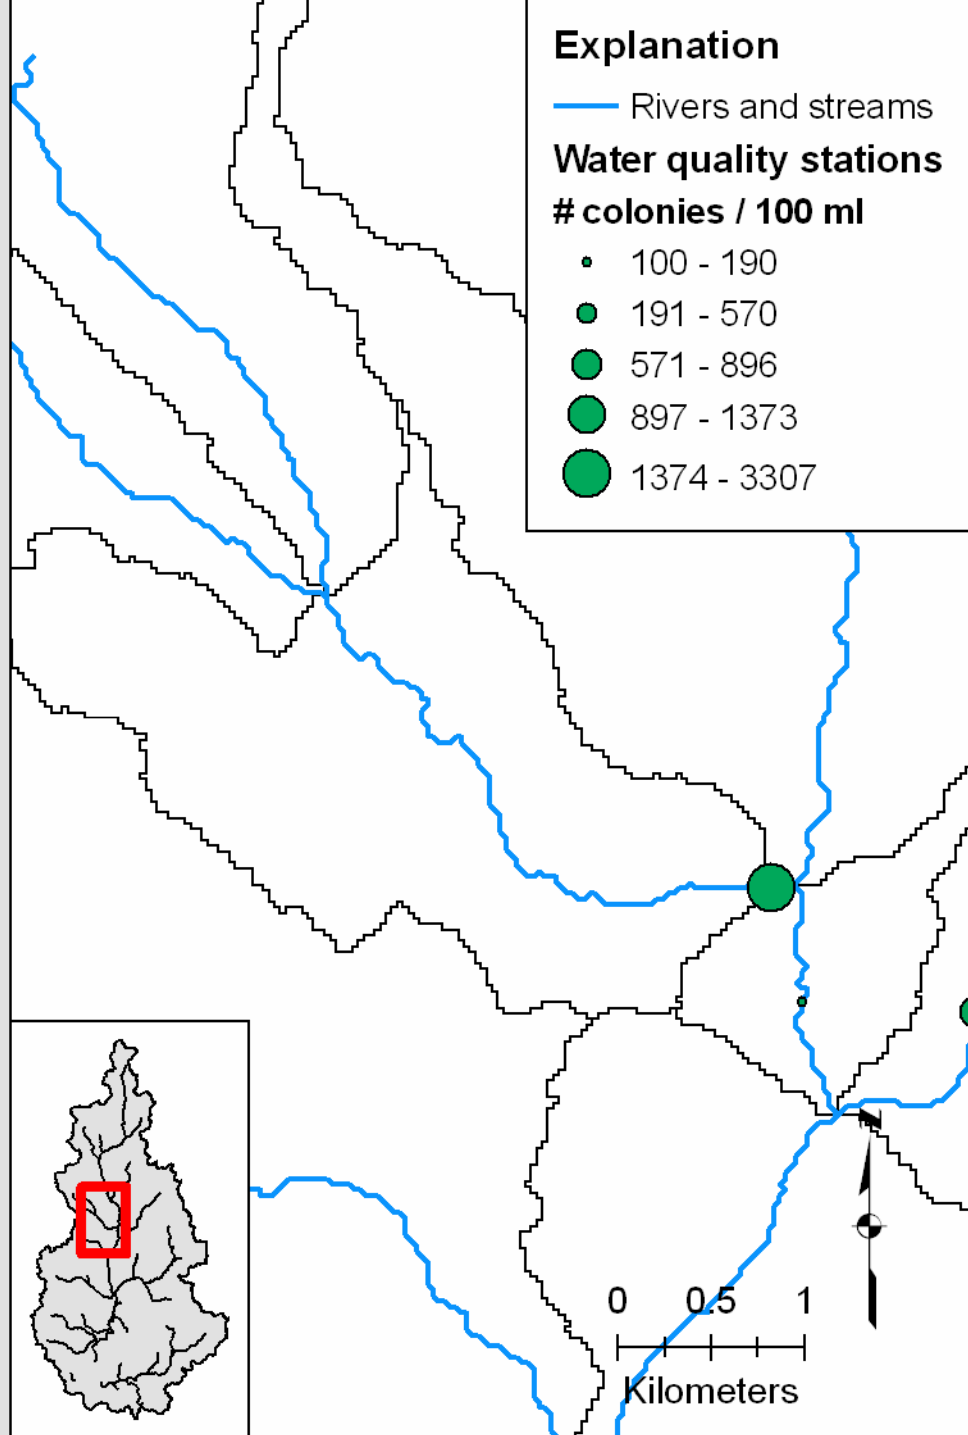 Explanation
Rivers and streams
Water quality stations
# colonies / 100 ml
100 - 190
191 - 570
571 - 896
897 - 1373
1374 - 3307
0 0.5 1
Kilometers